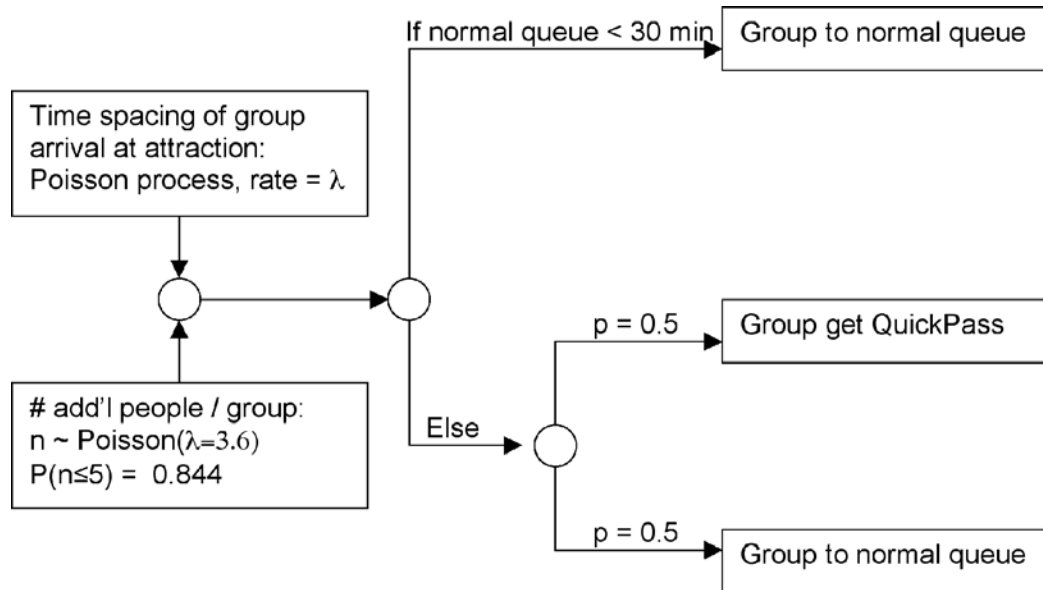 If normal queue < 30 min
Group to normal queue
Time spacing of group
arrival at attraction:
Poisson process, rate = λ
p = 0.5
Group get QuickPass
# add'l people / group:
n ~ Poisson(λ=3.6)
P(n≤5) = 0.844
Else
p = 0.5
Group to normal queue